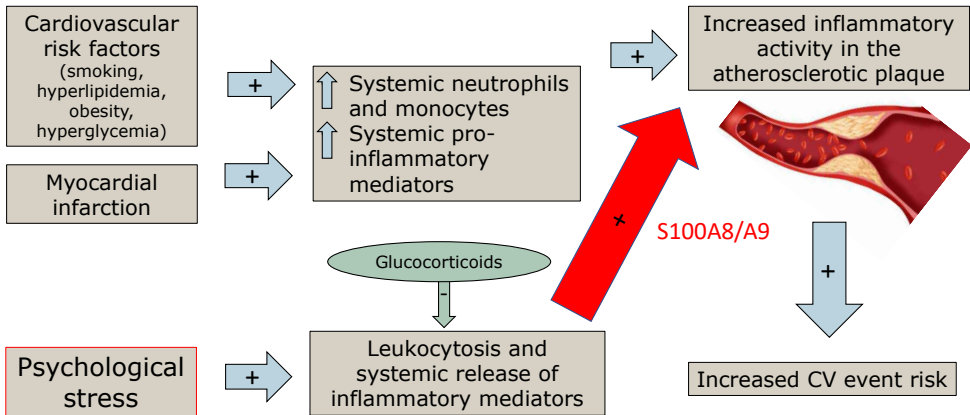 Cardiovascular
risk factors
(smoking,
hyperlipidemia,
obesity,
hyperglycemia)
+
Systemic neutrophils
and monocytes
Systemic pro-
inflammatory
mediators
+
Increased inflammatory
activity in the
atherosclerotic plaque
Myocardial
infarction
+
+
S100A8/A9
Glucocorticoids
-
+
Psychological
stress
+
Leukocytosis and
systemic release of
inflammatory mediators
Increased CV event risk